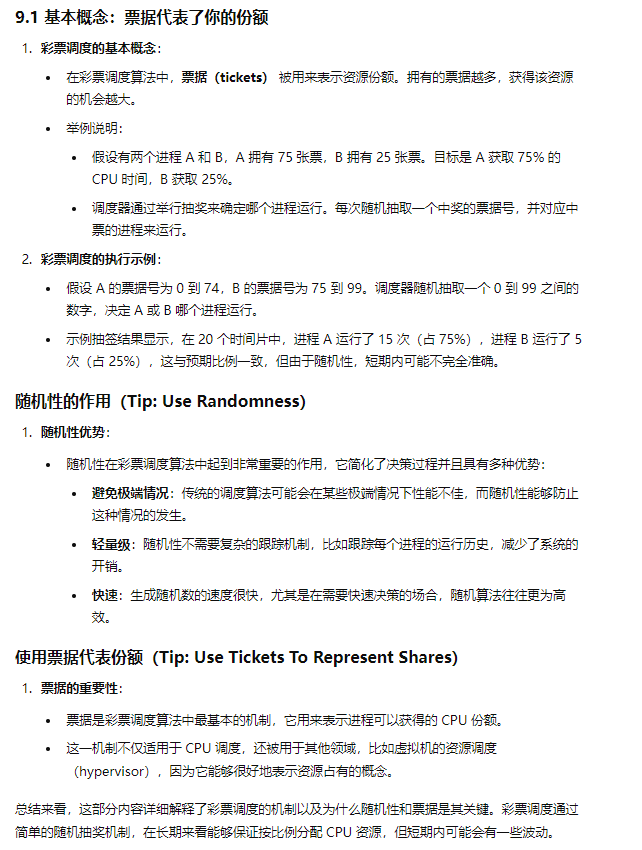 9.1 基本概念：票据代表了你的份额
1. 彩票调度的基本概念：
• 在彩票调度算法中，票据（tickets） 被用来表示资源份额。拥有的票据越多，获得该资源
的机会越大。
• 举例说明：
• 假设有两个进程 A 和 B，A 拥有 75 张票，B 拥有 25 张票。目标是 A 获取 75% 的
CPU 时间，B 获取 25%。
• 调度器通过举行抽奖来确定哪个进程运行。每次随机抽取一个中奖的票据号，并对应中
票的进程来运行。
2. 彩票调度的执行示例：
• 假设 A 的票据号为 0 到 74，B 的票据号为 75 到 99。调度器随机抽取一个 0 到 99 之间的
数字，决定 A 或 B 哪个进程运行。
• 示例抽签结果显示，在 20 个时间片中，进程 A 运行了 15 次（占 75%），进程 B 运行了 5
次（占 25%），这与预期比例一致，但由于随机性，短期内可能不完全准确。
随机性的作用（Tip: Use Randomness）
1. 随机性优势：
• 随机性在彩票调度算法中起到非常重要的作用，它简化了决策过程并且具有多种优势：
• 避免极端情况：传统的调度算法可能会在某些极端情况下性能不佳，而随机性能够防止
这种情况的发生。
• 轻量级：随机性不需要复杂的跟踪机制，比如跟踪每个进程的运行历史，减少了系统的
开销。
• 快速：生成随机数的速度很快，尤其是在需要快速决策的场合，随机算法往往更为高
效。
使用票据代表份额（Tip: Use Tickets To Represent Shares）
1. 票据的重要性：
• 票据是彩票调度算法中最基本的机制，它用来表示进程可以获得的 CPU 份额。
• 这一机制不仅适用于 CPU 调度，还被用于其他领域，比如虚拟机的资源调度
（hypervisor），因为它能够很好地表示资源占有的概念。
总结来看，这部分内容详细解释了彩票调度的机制以及为什么随机性和票据是其关键。彩票调度通过
简单的随机抽奖机制，在长期来看能够保证按比例分配 CPU 资源，但短期内可能会有一些波动。